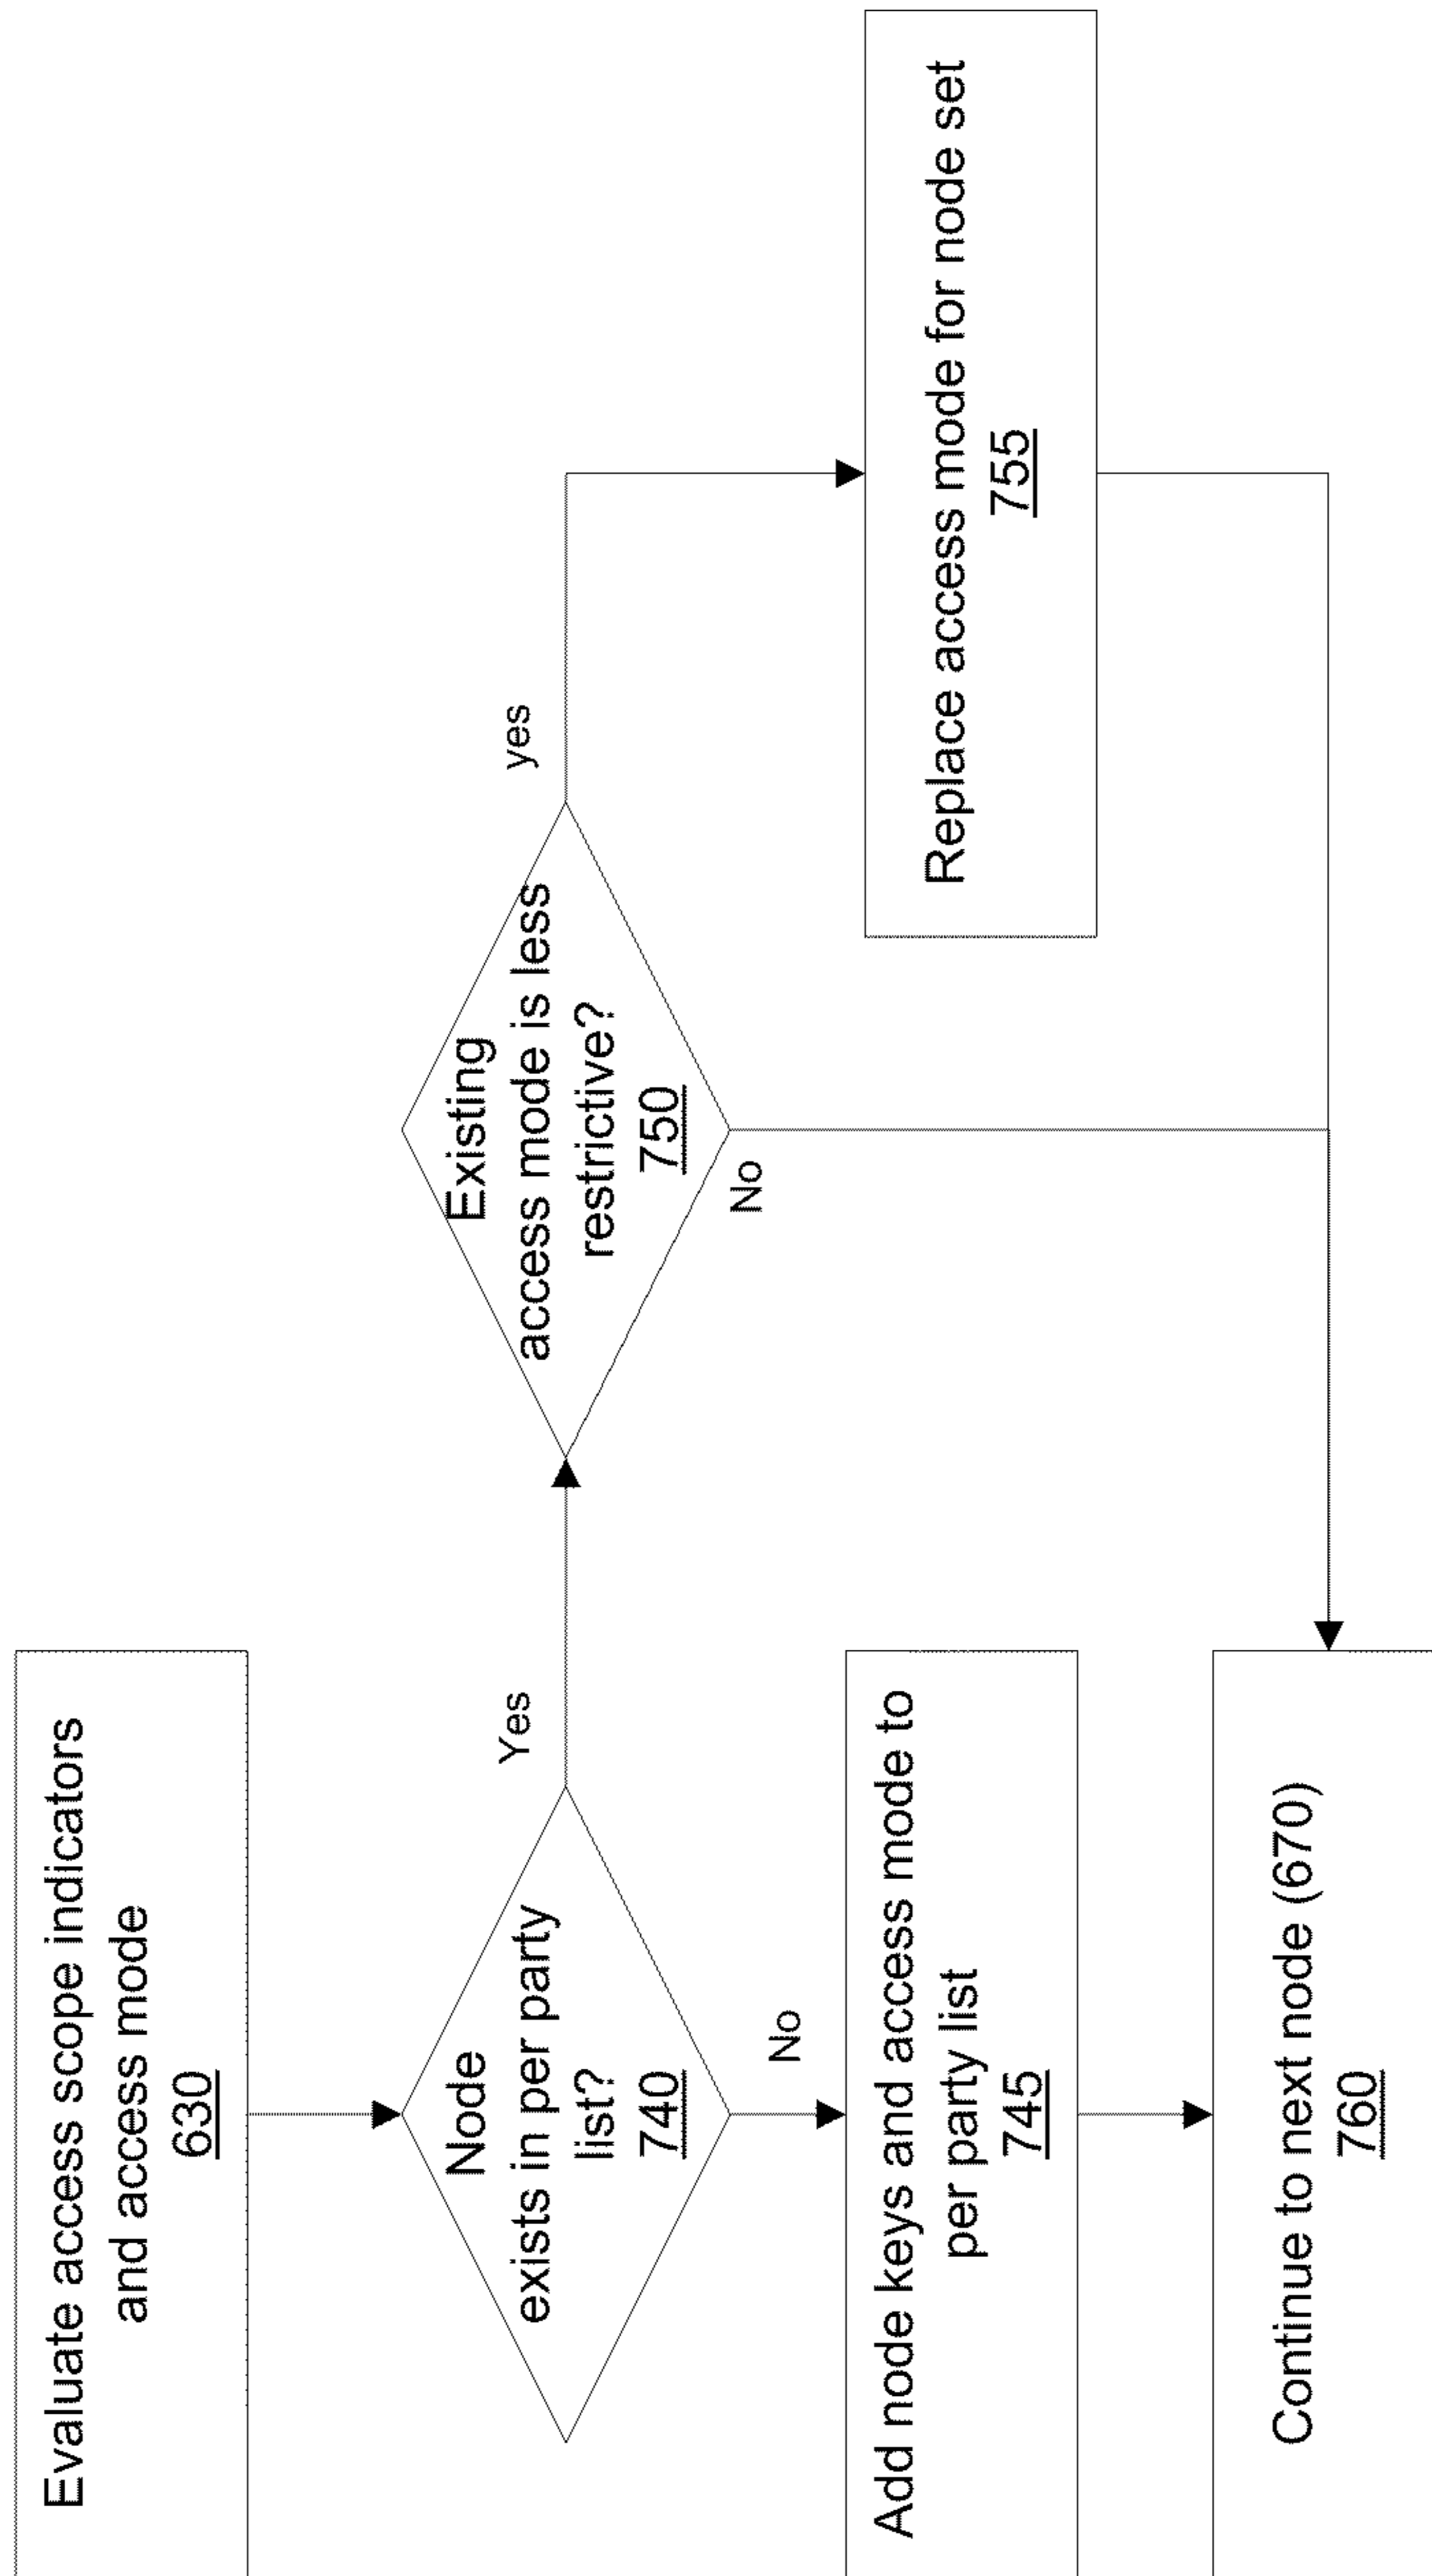 Evaluate access scope indicators
and access mode
630
Node
exists in per party
list?
740
Yes
No
Existing
access mode is less
restrictive?
750
yes
No
Add node keys and access mode to
per party list
745
Replace access mode for node set
755
Continue to next node (670)
760